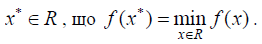 x* ∈ R , що f(x*) = min f(x) .
x∈R